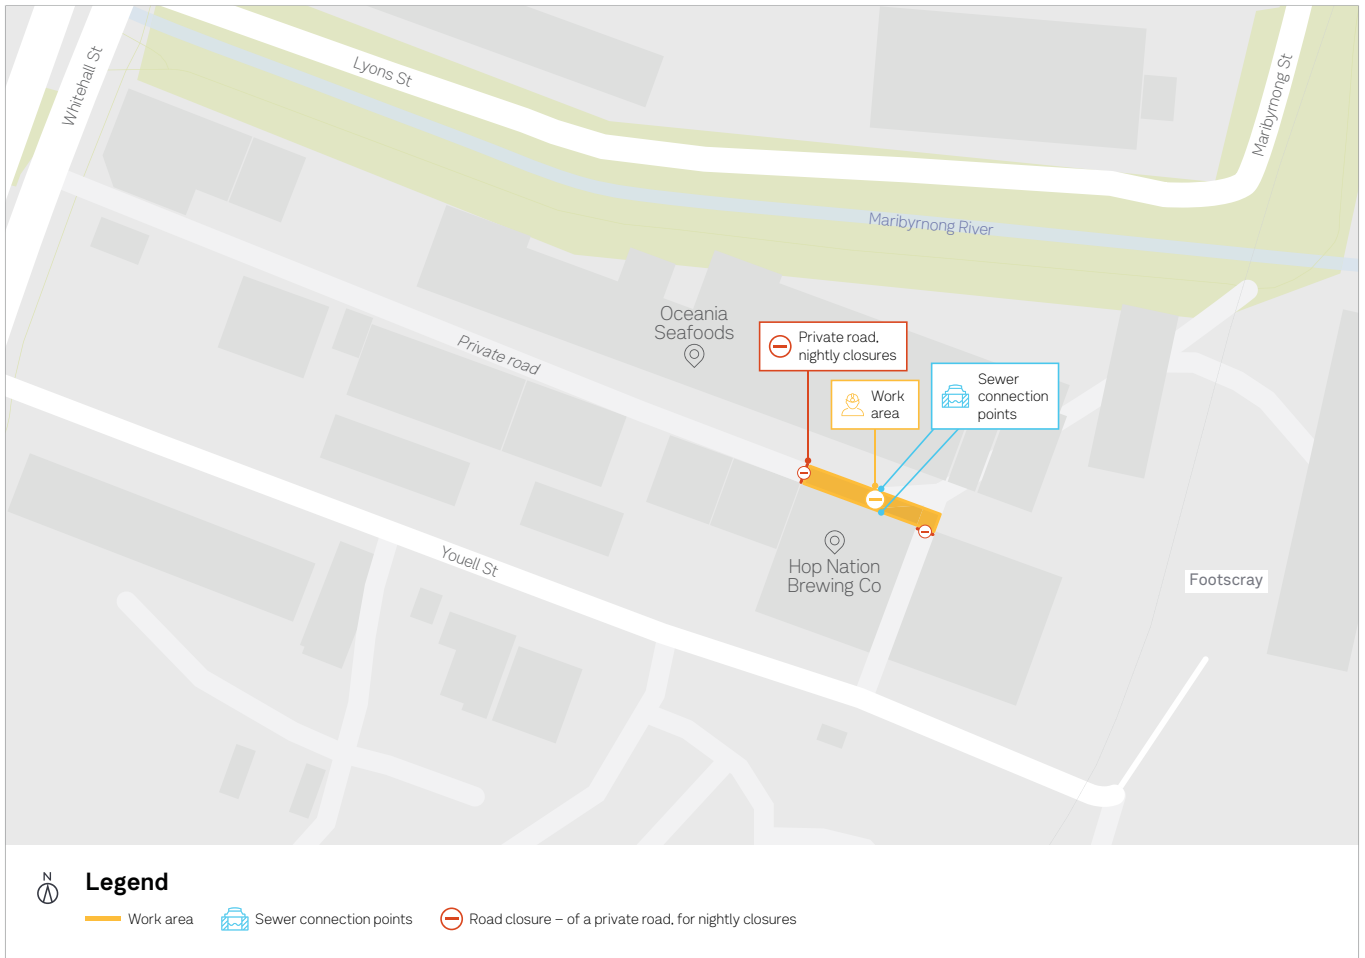 Whitehall St
Lyons St
Maribyrnong St
Maribyrnong River
Oceania
Seafoods
Private road,
nightly closures
Private road
Work
area
Sewer
connection
points
Youell St
Hop Nation
Brewing Co
Footscray
N
Legend
Work area
Sewer connection points
Road closure – of a private road, for nightly closures